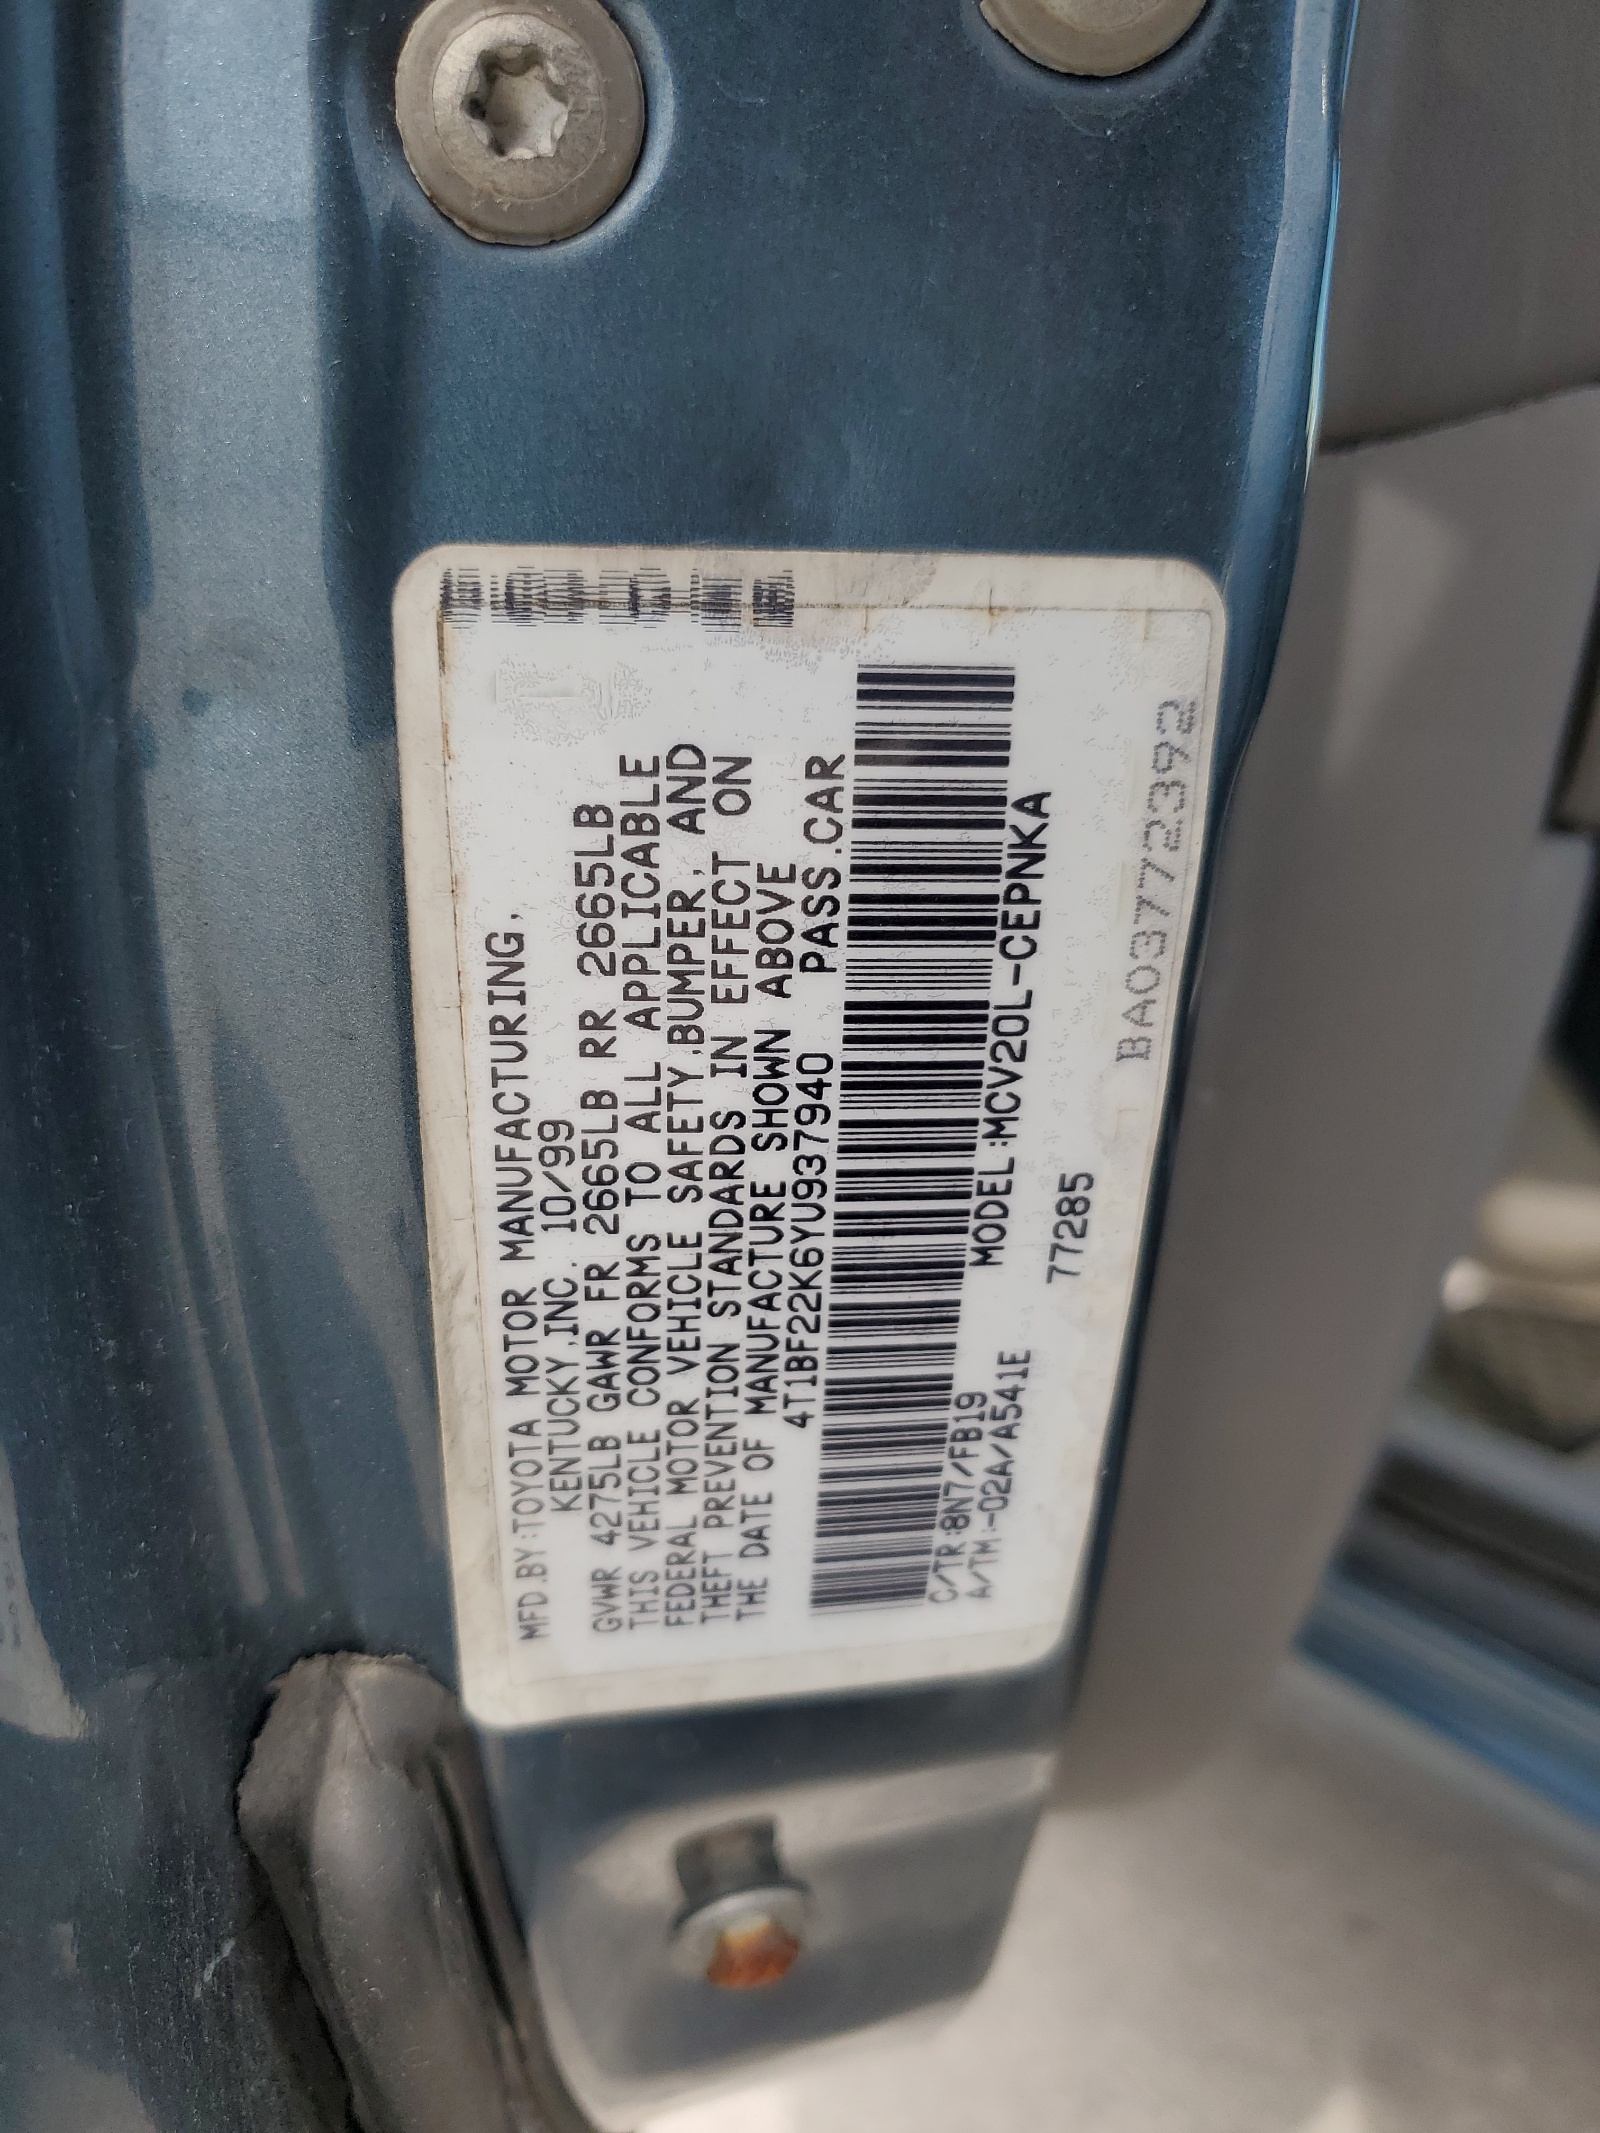 MFD.BY:TOYOTA MOTOR MANUFACTURING,
KENTUCKY,INC. 10/99
GVWR 4275LB GAWR FR 2665LB RR 2665LB
THIS VEHICLE CONFORMS TO ALL APPLICABLE
FEDERAL MOTOR VEHICLE SAFETY,BUMPER, AND
THEFT PREVENTION STANDARDS IN EFFECT ON
THE DATE OF MANUFACTURE SHOWN ABOVE
4T1BF22K6YU937940 PASS.CAR
C/TR:8N7/FB19 MODEL:MCV20L-CEPNKA
A/TM:-02A/A541E 77285
BA03772392